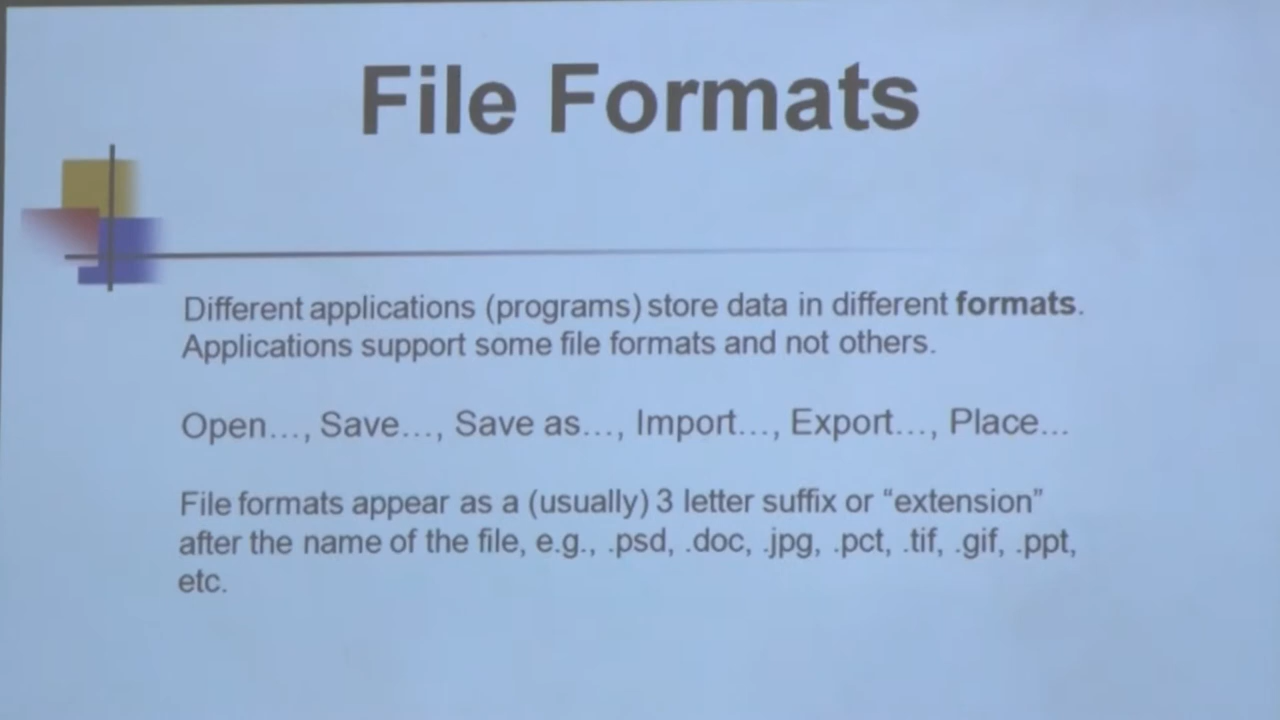 File Formats
Different applications (programs) store data in different formats.
Applications support some file formats and not others.
Open…, Save…, Save as…, Import…, Export…, Place…
File formats appear as a (usually) 3 letter suffix or “extension”
after the name of the file, e.g., .psd, .doc, .jpg, .pct, .tif, .gif, .ppt,
etc.